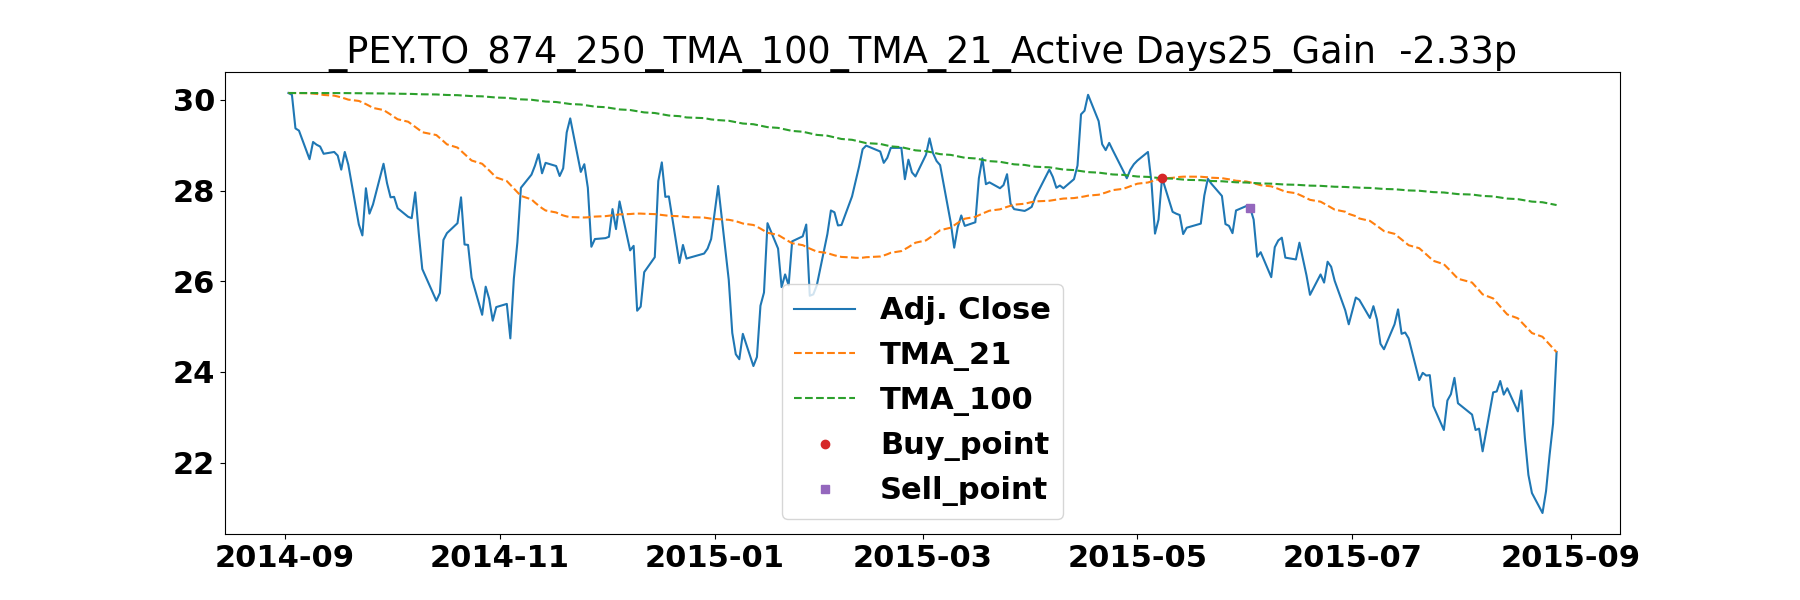 _PEY.TO_874_250_TMA_100_TMA_21_Active Days25_Gain  -2.33p
30
28
26
24
22
Adj. Close
TMA_21
TMA_100
Buy_point
Sell_point
2014-09
2014-11
2015-01
2015-03
2015-05
2015-07
2015-09